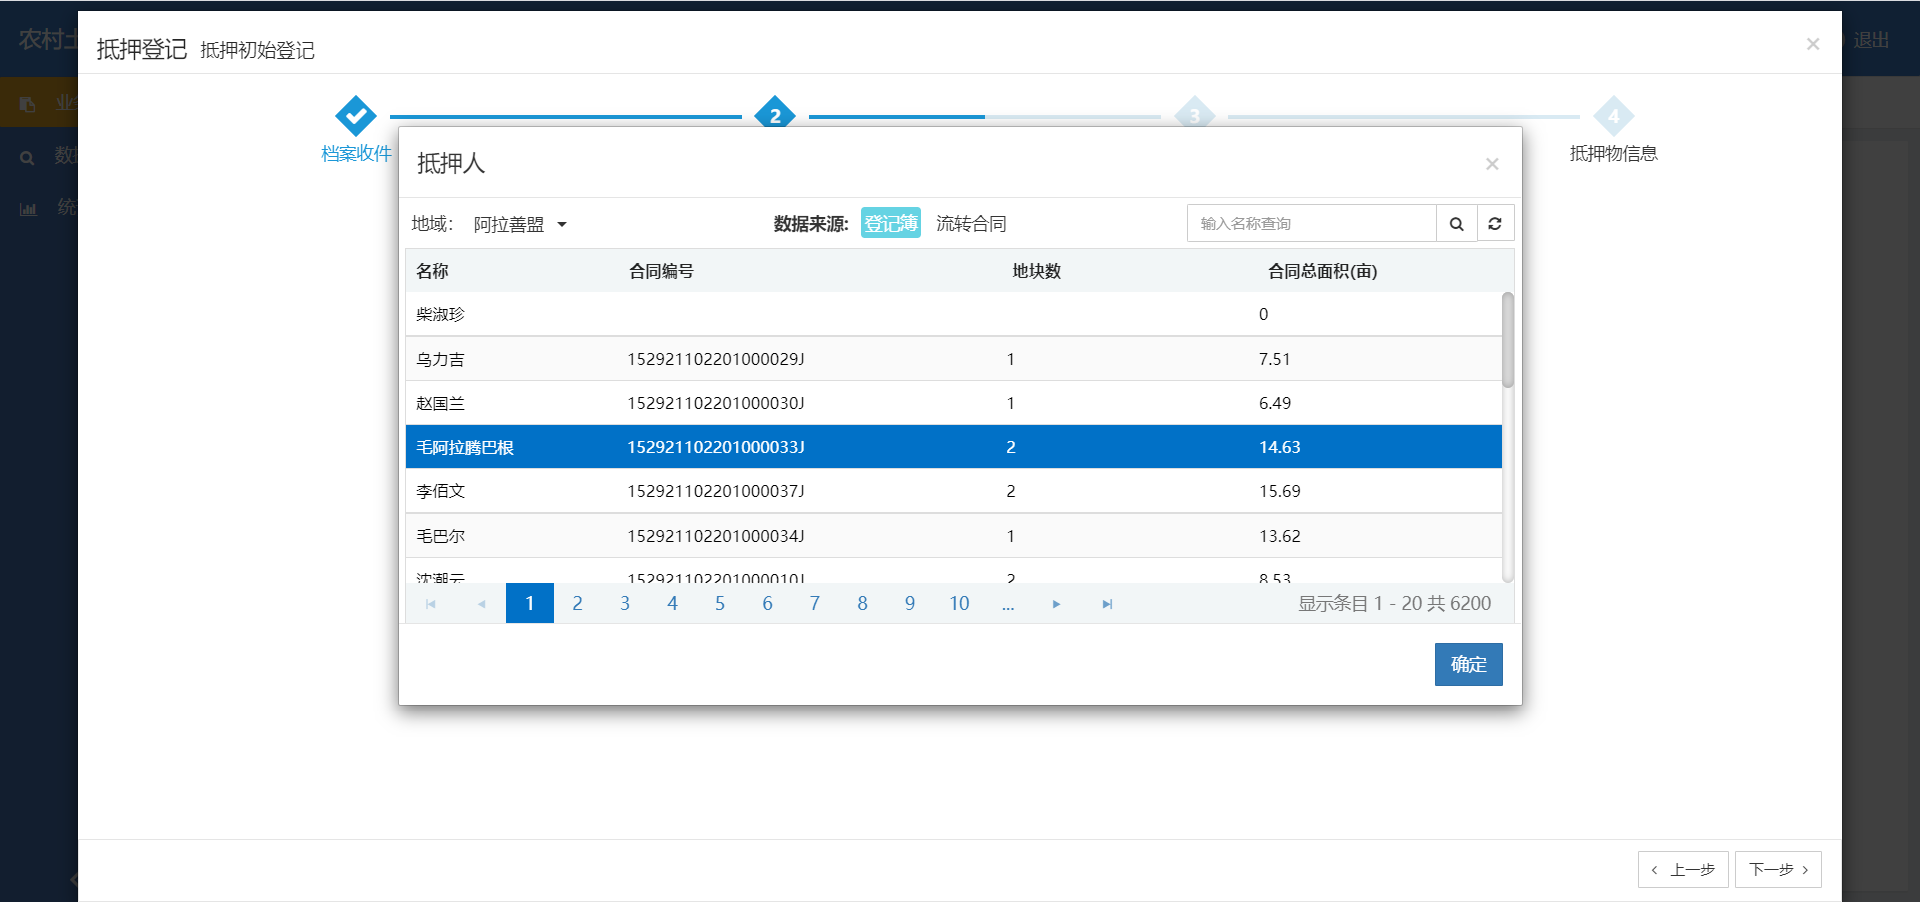 农村土
退出
抵押登记 抵押初始登记
×
业务
数据
统
2
3
4
档案收件
抵押物信息
抵押人
×
地域： 阿拉善盟
数据来源: 登记簿 流转合同
输入名称查询
名称 合同编号 地块数 合同总面积(亩)
柴淑珍 0
乌力吉 152921102201000029J 1 7.51
赵国兰 152921102201000030J 1 6.49
毛阿拉腾巴根 152921102201000033J 2 14.63
李佰文 152921102201000037J 2 15.69
毛巴尔 152921102201000034J 1 13.62
沈潮云 152921102201000010J 2 8.53
1 2 3 4 5 6 7 8 9 10 ...
显示条目 1 - 20 共 6200
确定
上一步
下一步